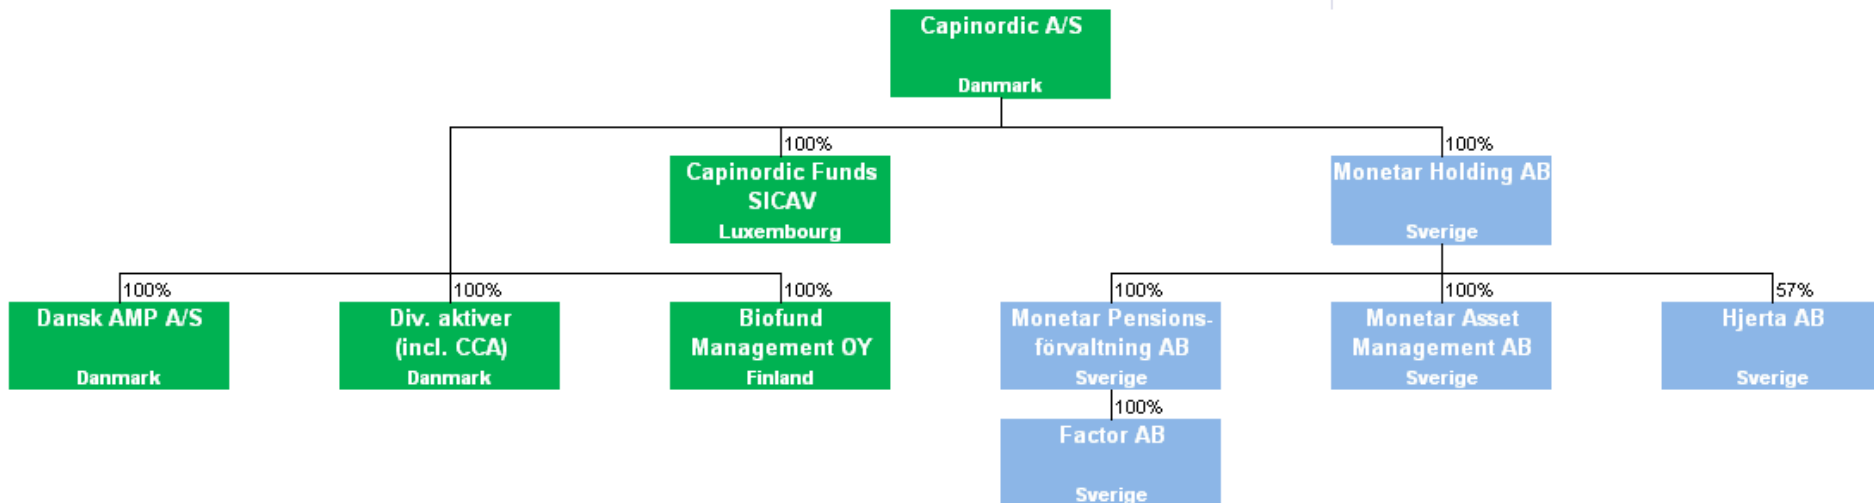 Capinordic A/S
Danmark
100%
Capinordic Funds
SICAV
Luxembourg
100%
Monetar Holding AB
Sverige
100%
Dansk AMP A/S
Danmark
100%
Div. aktiver
(incl. CCA)
Danmark
100%
Biofund
Management OY
Finland
100%
Monetar Pensions-
förvaltning AB
Sverige
100%
Monetar Asset
Management AB
Sverige
57%
Hjerta AB
Sverige
100%
Factor AB
Sverige